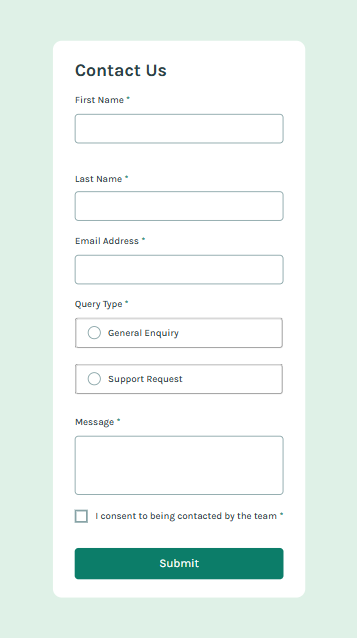 Contact Us
First Name *
Last Name *
Email Address *
Query Type *
General Enquiry
Support Request
Message *
I consent to being contacted by the team *
Submit